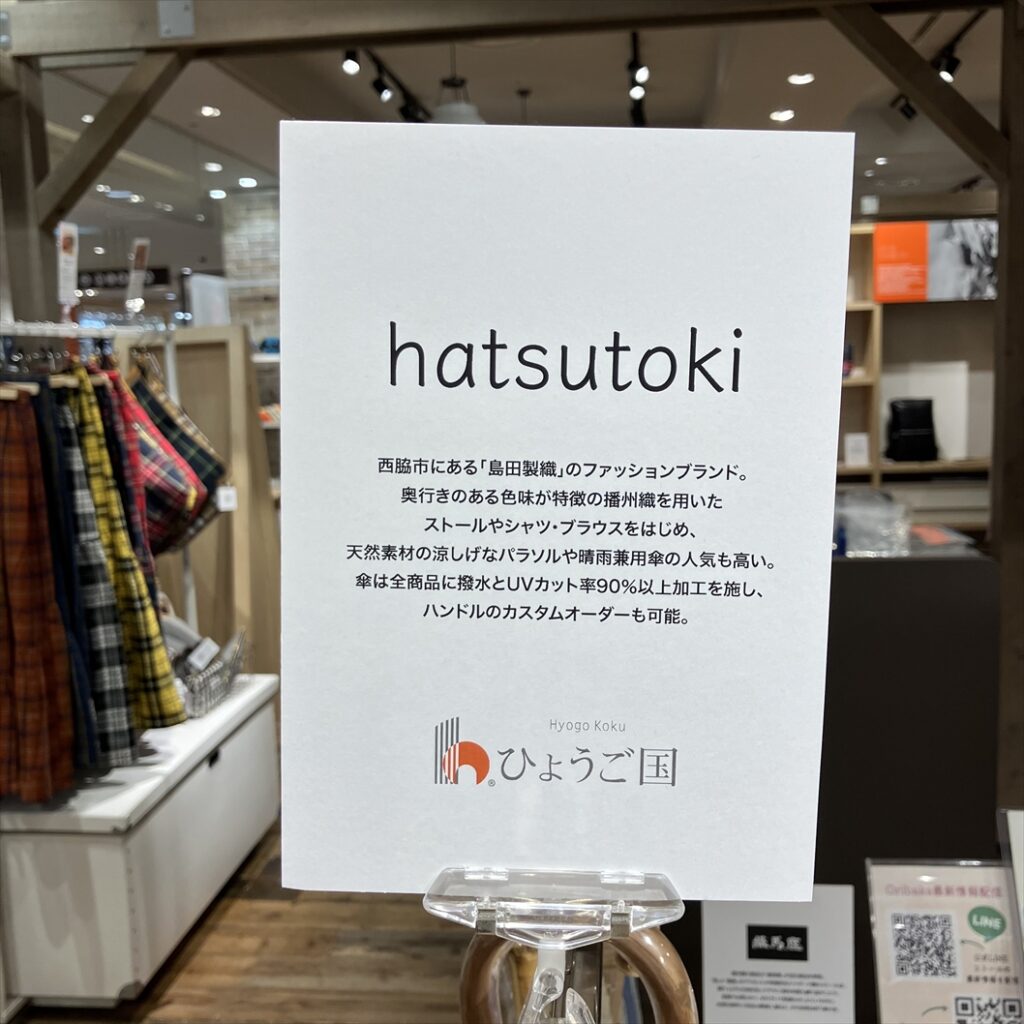 hatsutoki
西脇市にある「島田製織」のファッションブランド。
奥行きのある色味が特徴の播州織を用いた
ストールやシャツ・ブラウスをはじめ、
天然素材の涼しげなパラソルや晴雨兼用傘の人気も高い。
傘は全商品に撥水とUVカット率90%以上加工を施し、
ハンドルのカスタムオーダーも可能。
Hyogo Koku
ひょうご国
最新情報配信
LINE